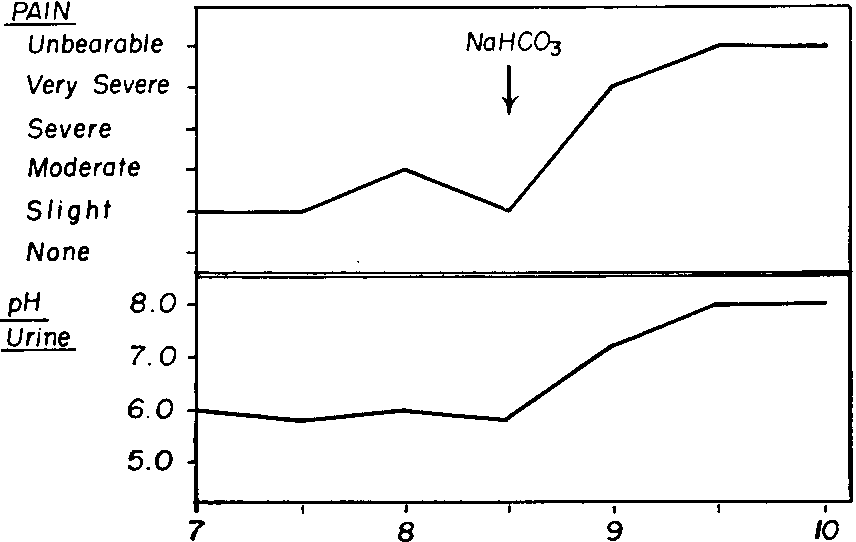 PAIN
Unbearable
NaHCO3
Very Severe
Severe
Moderate
Slight
None
pH
Urine
8.0
7.0
6.0
5.0
7 8 9 10